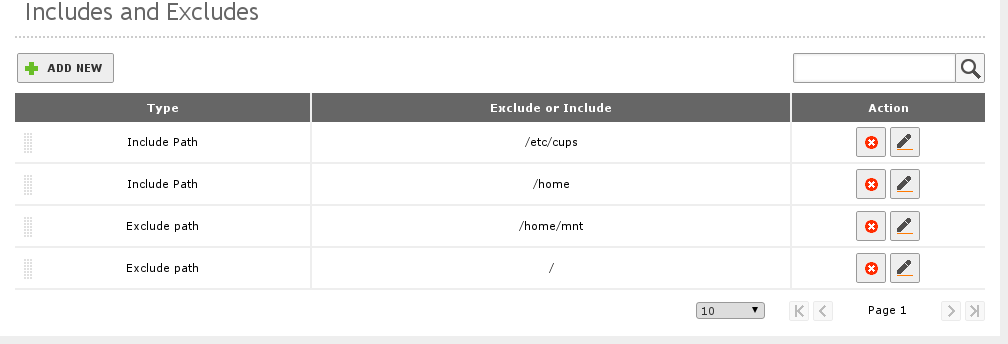 Includes and Excludes
ADD NEW
Type Exclude or Include Action
Include Path /etc/cups
Include Path /home
Exclude path /home/mnt
Exclude path /
10 Page 1